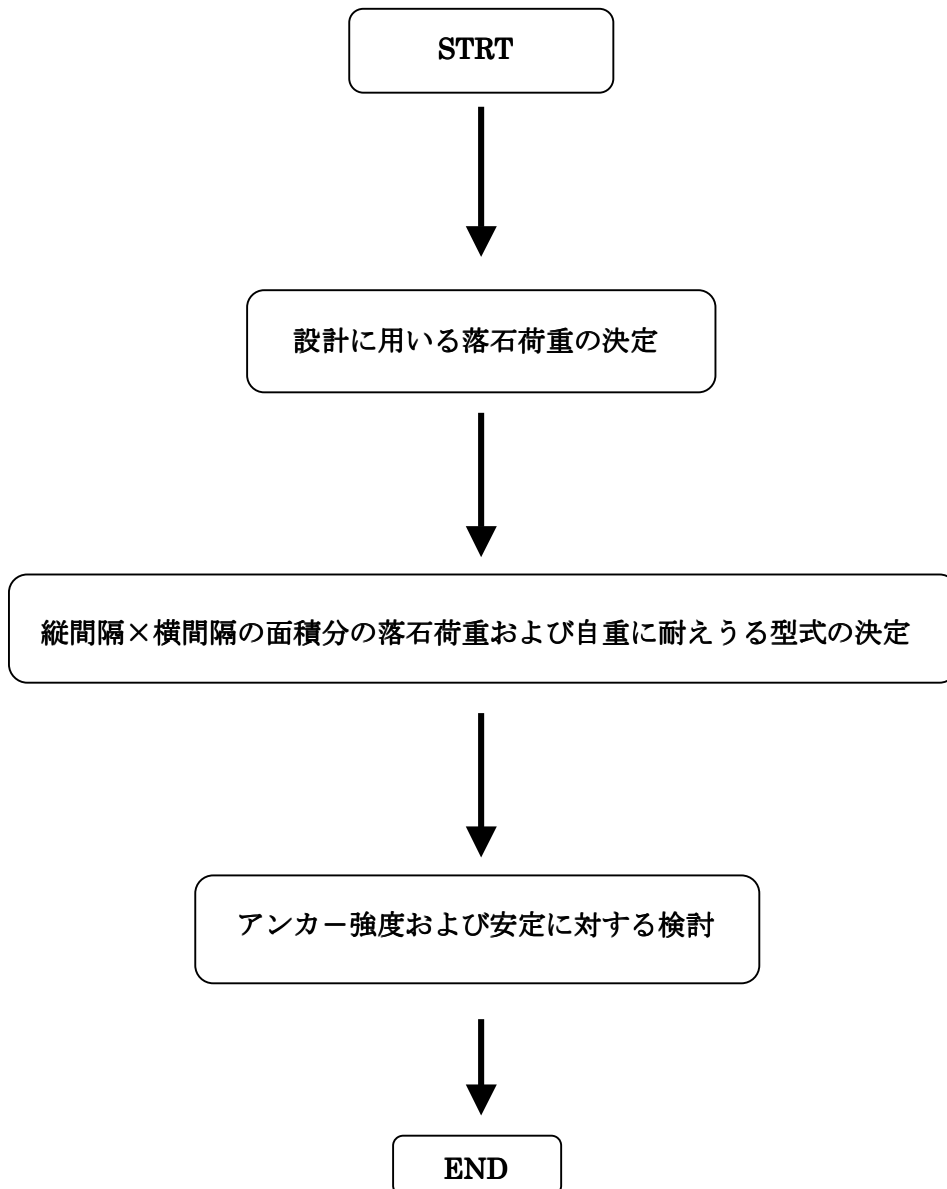 STRT
設計に用いる落石荷重の決定
縦間隔×横間隔の面積分の落石荷重および自重に耐えうる型式の決定
アンカー強度および安定に対する検討
END